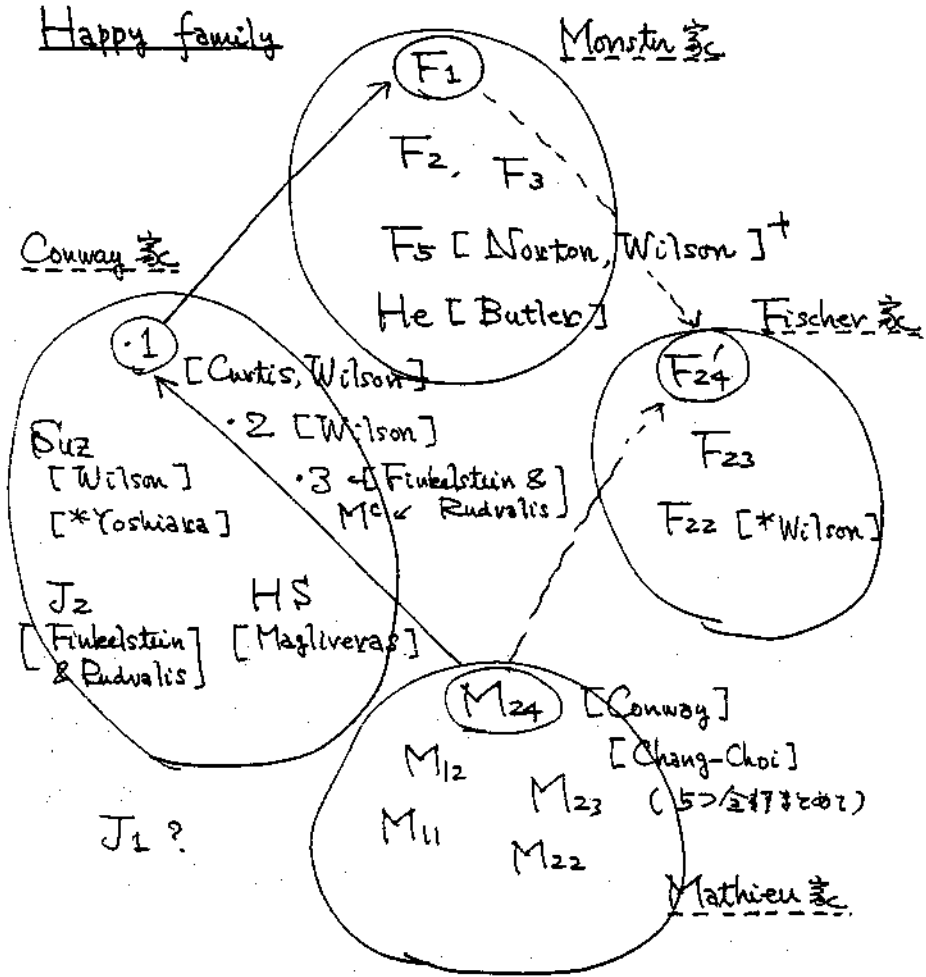 Happy family
Monster 家
F1
F2, F3
F5 [Norton, Wilson]+
He [Butler]
Conway 家
·1
[Curtis, Wilson]
·2 [Wilson]
·3 ← [Finkelstein &
Mc ↙ Rudvalis]
Suz
[Wilson]
[*Yoshiara]
J2
[Finkelstein
& Rudvalis]
HS
[Magliveras]
Fischer 家
F24′
F23
F22 [*Wilson]
M24 [Conway]
[Chang-Choi]
(5つ全部まとめて)
M12
M23
M11
M22
Mathieu 家
J1 ?